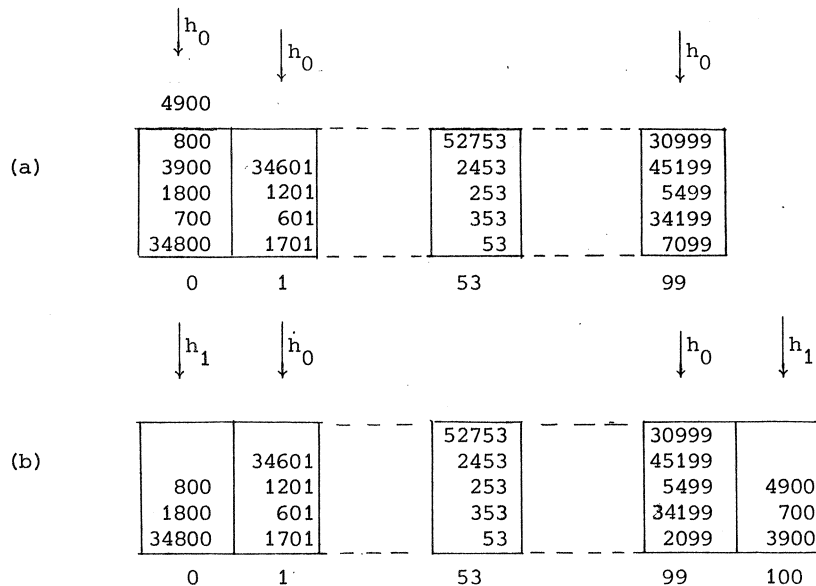 h0
h0 h0
4900
800 52753 30999
(a) 3900 34601 2453 45199
1800 1201 253 5499
700 601 353 34199
34800 1701 53 7099
0 1 53 99
h1 h0 h0 h1
52753 30999
(b) 34601 2453 45199
800 1201 253 5499 4900
1800 601 353 34199 700
34800 1701 53 2099 3900
0 1 53 99 100